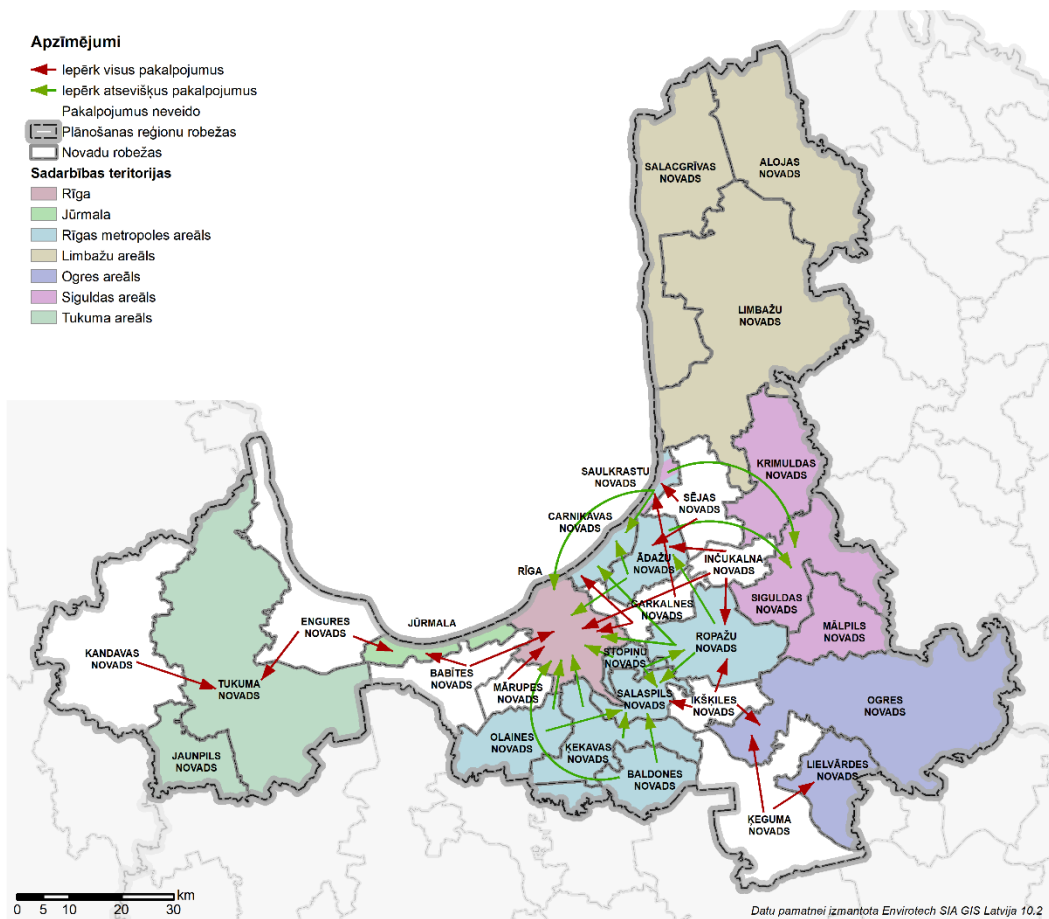 Apzīmējumi
Iepērk visus pakalpojumus
Iepērk atsevišķus pakalpojumus
Pakalpojumus neveido
Plānošanas reģionu robežas
Novadu robežas
Sadarbības teritorijas
Rīga
Jūrmala
Rīgas metropoles areāls
Limbažu areāls
Ogres areāls
Siguldas areāls
Tukuma areāls
SALACGRĪVAS
NOVADS
ALOJAS
NOVADS
LIMBAŽU
NOVADS
KRIMULDAS
NOVADS
SAULKRASTU
NOVADS
SĒJAS
NOVADS
CARNIKAVAS
NOVADS
ĀDAŽU
NOVADS
INČUKALNA
NOVADS
RĪGA
GARKALNES
NOVADS
SIGULDAS
NOVADS
MĀLPILS
NOVADS
JŪRMALA
ENGURES
NOVADS
KANDAVAS
NOVADS
TUKUMA
NOVADS
BABĪTES
NOVADS
MĀRUPES
NOVADS
STOPIŅU
NOVADS
ROPAŽU
NOVADS
SALASPILS
NOVADS
IKŠĶILES
NOVADS
OGRES
NOVADS
OLAINES
NOVADS
ĶEKAVAS
NOVADS
BALDONES
NOVADS
JAUNPILS
NOVADS
LIELVĀRDES
NOVADS
ĶEGUMA
NOVADS
km
0 5 10 20 30
Datu pamatnei izmantota Envirotech SIA GIS Latvija 10.2